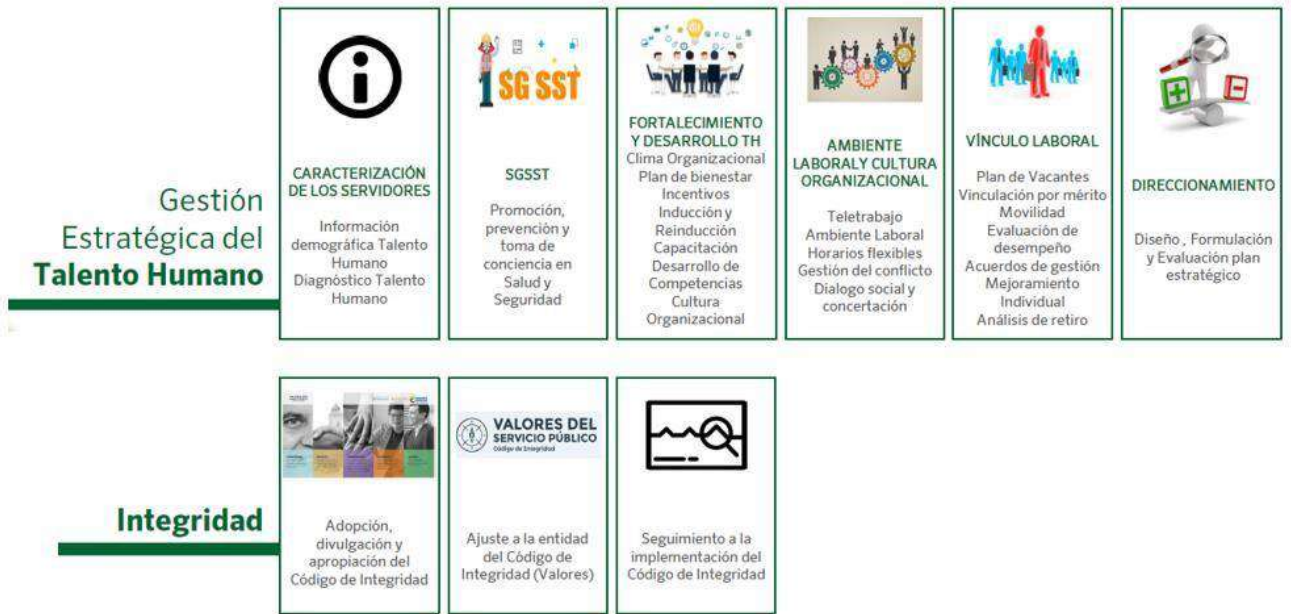 Gestión
Estratégica del
Talento Humano
CARACTERIZACIÓN
DE LOS SERVIDORES
Información
demográfica Talento
Humano
Diagnóstico Talento
Humano
SG SST
SGSST
Promoción,
prevención y
toma de
conciencia en
Salud y
Seguridad
FORTALECIMIENTO
Y DESARROLLO TH
Clima Organizacional
Plan de bienestar
Incentivos
Inducción y
Reinducción
Capacitación
Desarrollo de
Competencias
Cultura
Organizacional
AMBIENTE
LABORALY CULTURA
ORGANIZACIONAL
Teletrabajo
Ambiente Laboral
Horarios flexibles
Gestión del conflicto
Dialogo social y
concertación
VÍNCULO LABORAL
Plan de Vacantes
Vinculación por mérito
Movilidad
Evaluación de
desempeño
Acuerdos de gestión
Mejoramiento
Individual
Análisis de retiro
DIRECCIONAMIENTO
Diseño , Formulación
y Evaluación plan
estratégico
Integridad
Adopción,
divulgación y
apropiación del
Código de Integridad
VALORES DEL
SERVICIO PÚBLICO
Código de Integridad
Ajuste a la entidad
del Código de
Integridad (Valores)
Seguimiento a la
implementación del
Código de Integridad